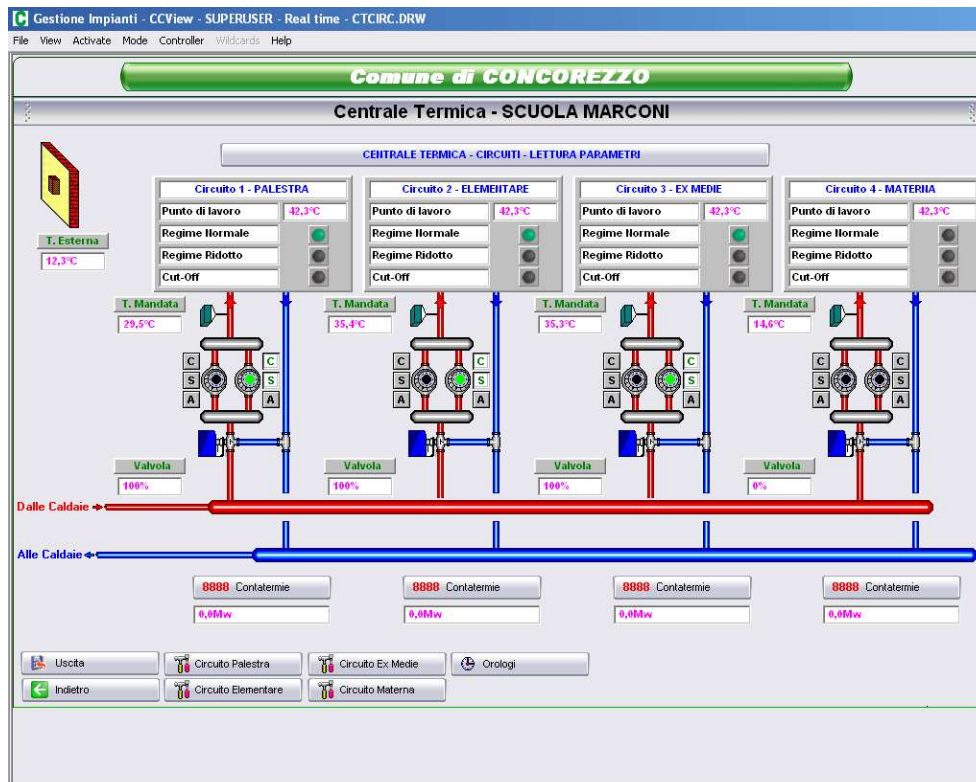 Gestione Impianti - CCView - SUPERUSER - Real time - CTCIRC.DRW
File View Activate Mode Controller Wildcards Help
Comune di CONCOREZZO
Centrale Termica - SCUOLA MARCONI
CENTRALE TERMICA - CIRCUITI - LETTURA PARAMETRI
Circuito 1 - PALESTRA Circuito 2 - ELEMENTARE Circuito 3 - EX MEDIE Circuito 4 - MATERNA
Punto di lavoro 42,3°C Punto di lavoro 42,3°C Punto di lavoro 42,3°C Punto di lavoro 42,3°C
Regime Normale Regime Normale Regime Normale Regime Normale
T. Esterna
Regime Ridotto Regime Ridotto Regime Ridotto Regime Ridotto
12,3°C
Cut-Off Cut-Off Cut-Off Cut-Off
T. Mandata T. Mandata T. Mandata T. Mandata
29,5°C 35,4°C 35,3°C 14,6°C
C C C C C C C C
S S S S S S S S
A A A A A A A A
Valvola Valvola Valvola Valvola
100% 100% 100% 0%
Dalle Caldaie
Alle Caldaie
8888 Contatermie 8888 Contatermie 8888 Contatermie 8888 Contatermie
0,0Mw 0,0Mw 0,0Mw 0,0Mw
Uscita Circuito Palestra Circuito Ex Medie Orologi
Indietro Circuito Elementare Circuito Materna